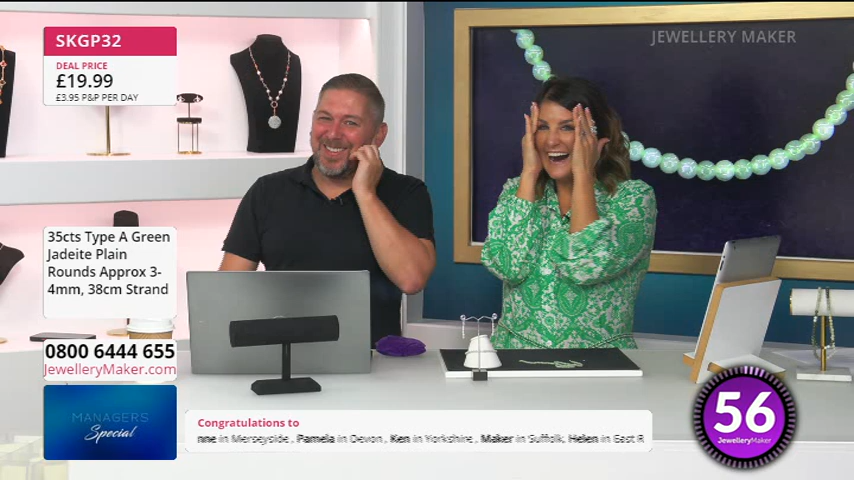 SKGP32
DEAL PRICE
£19.99
£3.95 P&P PER DAY
JEWELLERY MAKER
35cts Type A Green
Jadeite Plain
Rounds Approx 3-
4mm, 38cm Strand
0800 6444 655
JewelleryMaker.com
MANAGERS
Special
Congratulations to
nne in Merseyside , Pamela in Devon , Ken in Yorkshire , Maker in Suffolk, Helen in East R
56
JewelleryMaker